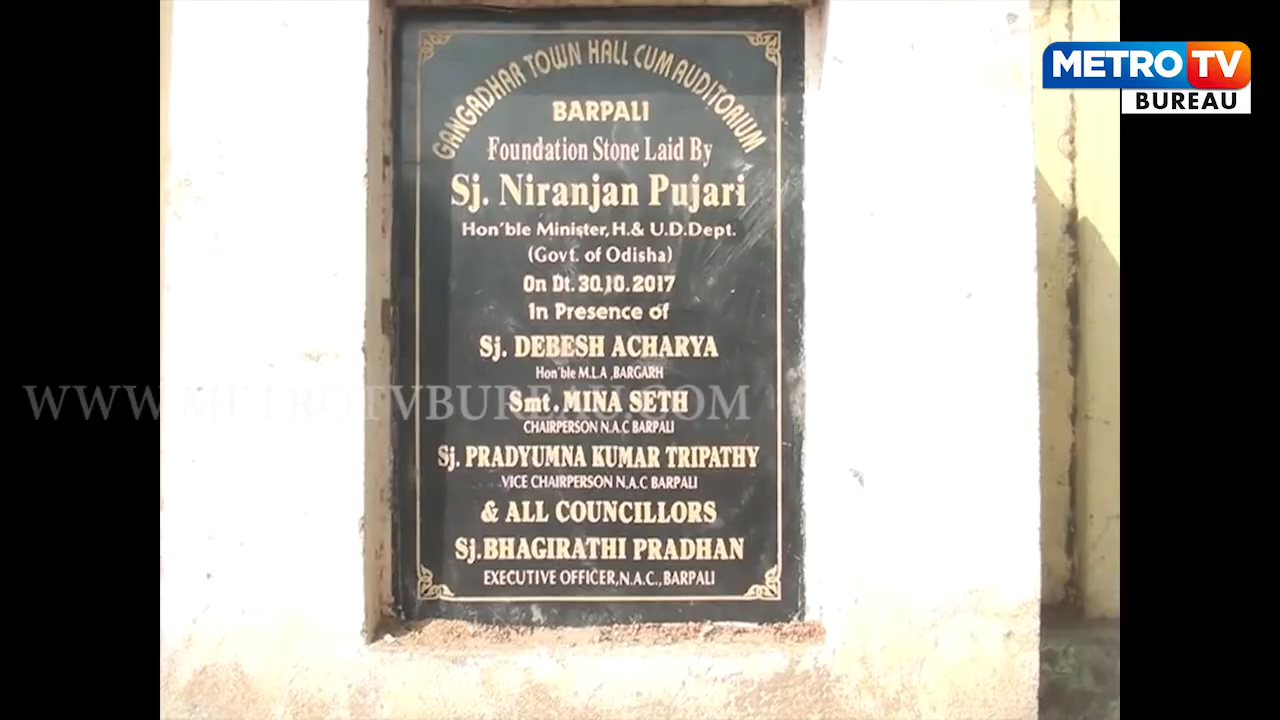 GANGADHAR TOWN HALL CUM AUDITORIUM
BARPALI
Foundation Stone Laid By
Sj. Niranjan Pujari
Hon'ble Minister, H.& U.D.Dept.
(Govt. of Odisha)
On Dt. 30.10.2017
In Presence of
Sj. DEBESH ACHARYA
Hon'ble M.L.A ,BARGARH
Smt. MINA SETH
CHAIRPERSON N.A.C BARPALI
Sj. PRADYUMNA KUMAR TRIPATHY
VICE CHAIRPERSON N.A.C BARPALI
& ALL COUNCILLORS
Sj.BHAGIRATHI PRADHAN
EXECUTIVE OFFICER,N.A.C.,BARPALI
METRO TV
BUREAU
WWW.METROTVBUREAU.COM